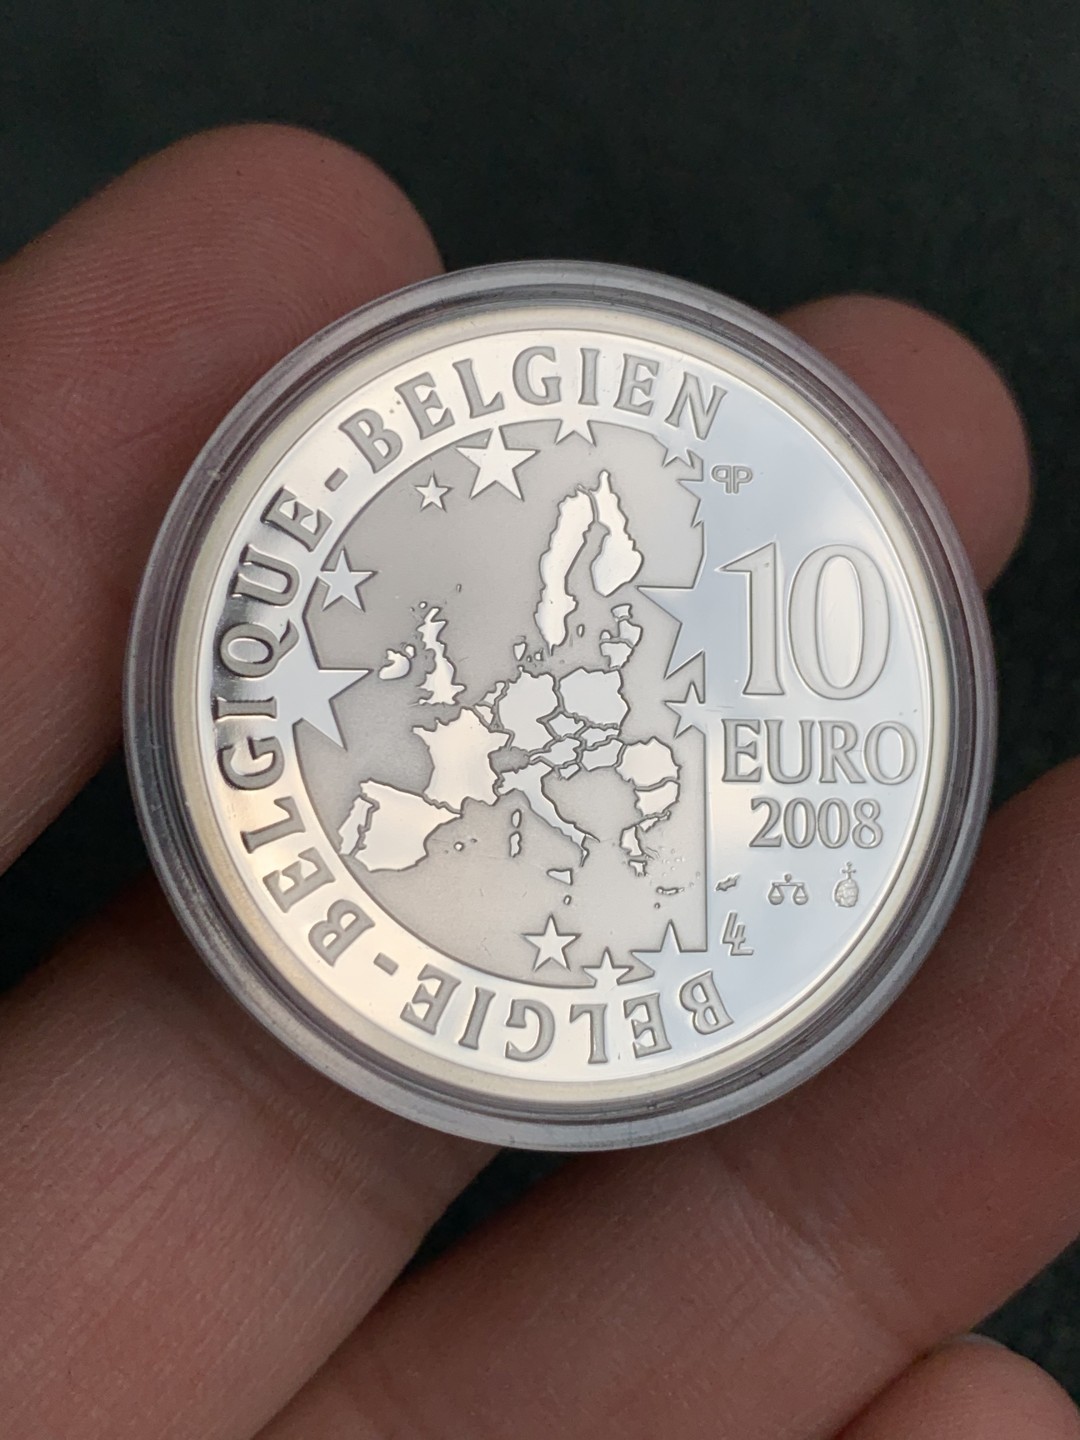 BELGIE - BELGIQUE - BELGIEN
10
EURO
2008